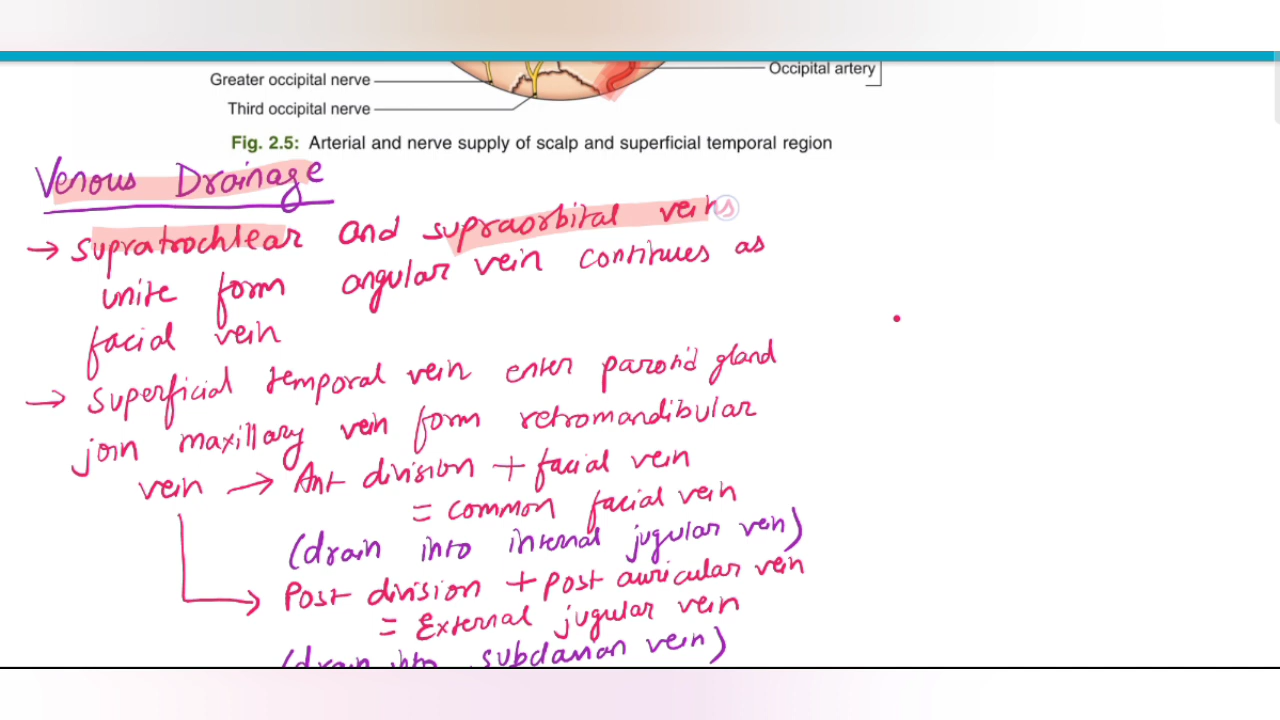 Greater occipital nerve
Occipital artery
Third occipital nerve
Fig. 2.5: Arterial and nerve supply of scalp and superficial temporal region
Venous Drainage
→ supratrochlear and supraorbital veins
unite form angular vein continues as
facial vein
→ superficial temporal vein enter parotid gland
join maxillary vein form retromandibular
vein → Ant division + facial vein
= common facial vein
(drain into internal jugular vein)
Post division + post auricular vein
= External jugular vein
(drain into subclavian vein)